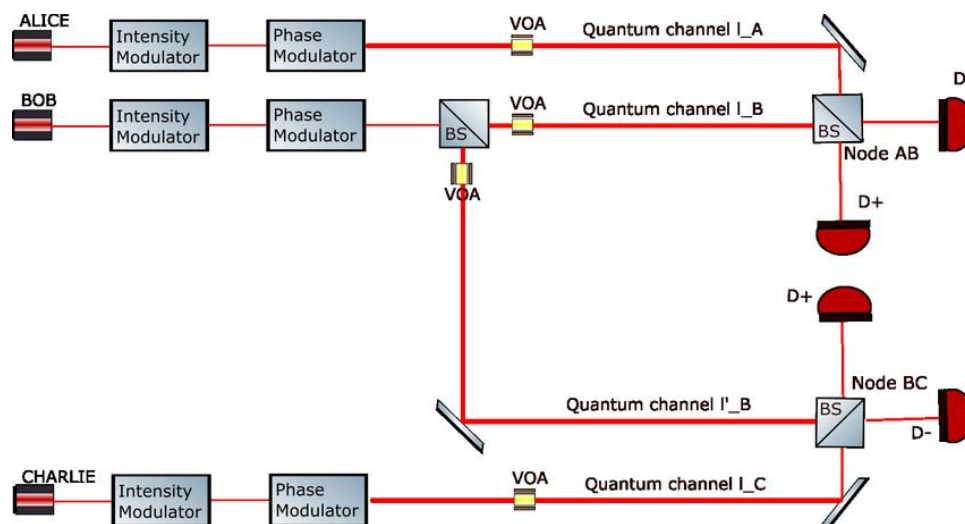 ALICE
Intensity
Modulator
Phase
Modulator
VOA
Quantum channel l_A
BOB
Intensity
Modulator
Phase
Modulator
BS
VOA
Quantum channel l_B
BS
D
Node AB
VOA
D+
D+
Node BC
Quantum channel l'_B
BS
D-
CHARLIE
Intensity
Modulator
Phase
Modulator
VOA
Quantum channel l_C